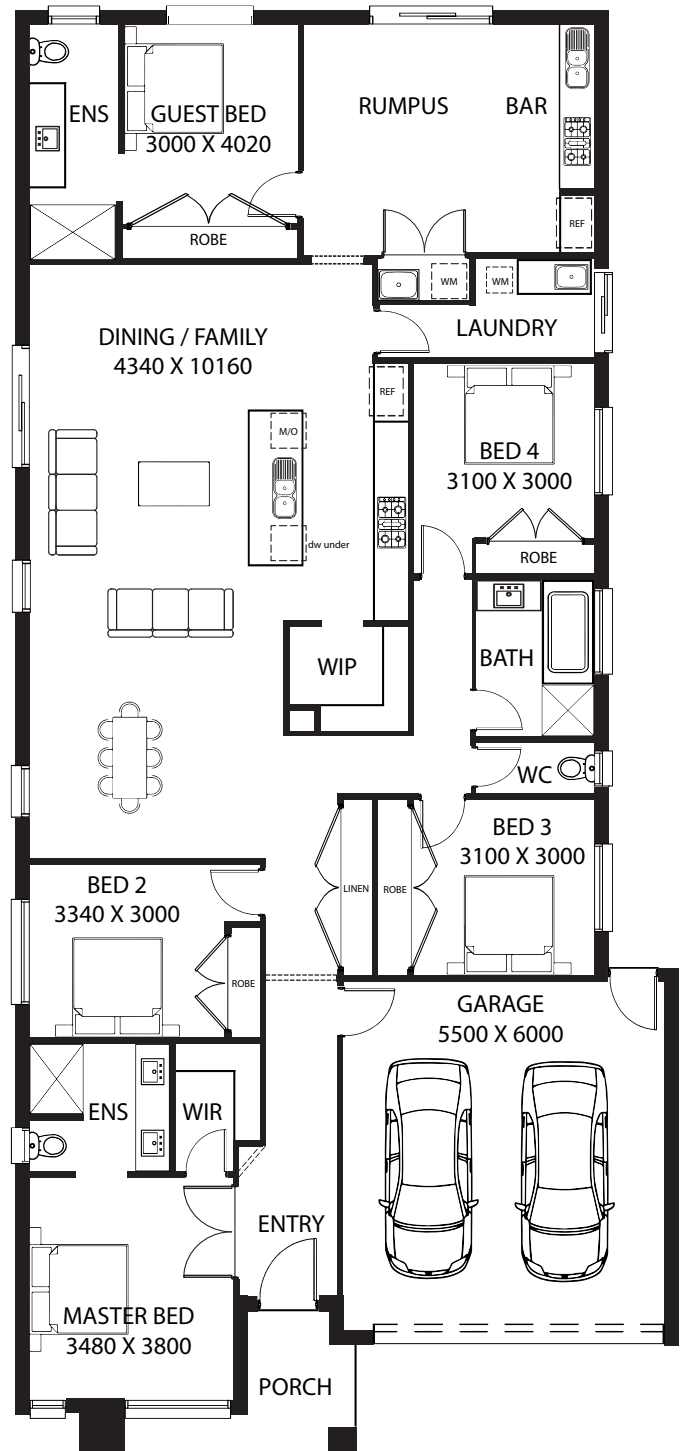 ENS
GUEST BED
3000 X 4020
RUMPUS
BAR
REF
ROBE
WM
WM
LAUNDRY
DINING / FAMILY
4340 X 10160
REF
M/O
BED 4
3100 X 3000
dw under
ROBE
WIP
BATH
WC
BED 3
3100 X 3000
LINEN
ROBE
BED 2
3340 X 3000
ROBE
GARAGE
5500 X 6000
ENS
WIR
ENTRY
MASTER BED
3480 X 3800
PORCH